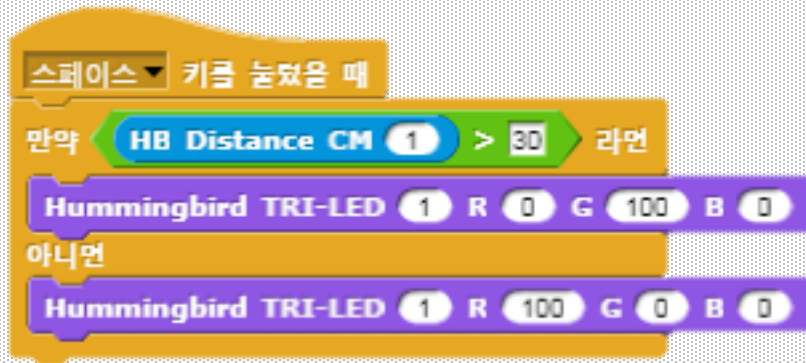 스페이스 키를 눌렀을 때
만약 HB Distance CM 1 > 30 라면
Hummingbird TRI-LED 1 R 0 G 100 B 0
아니면
Hummingbird TRI-LED 1 R 100 G 0 B 0